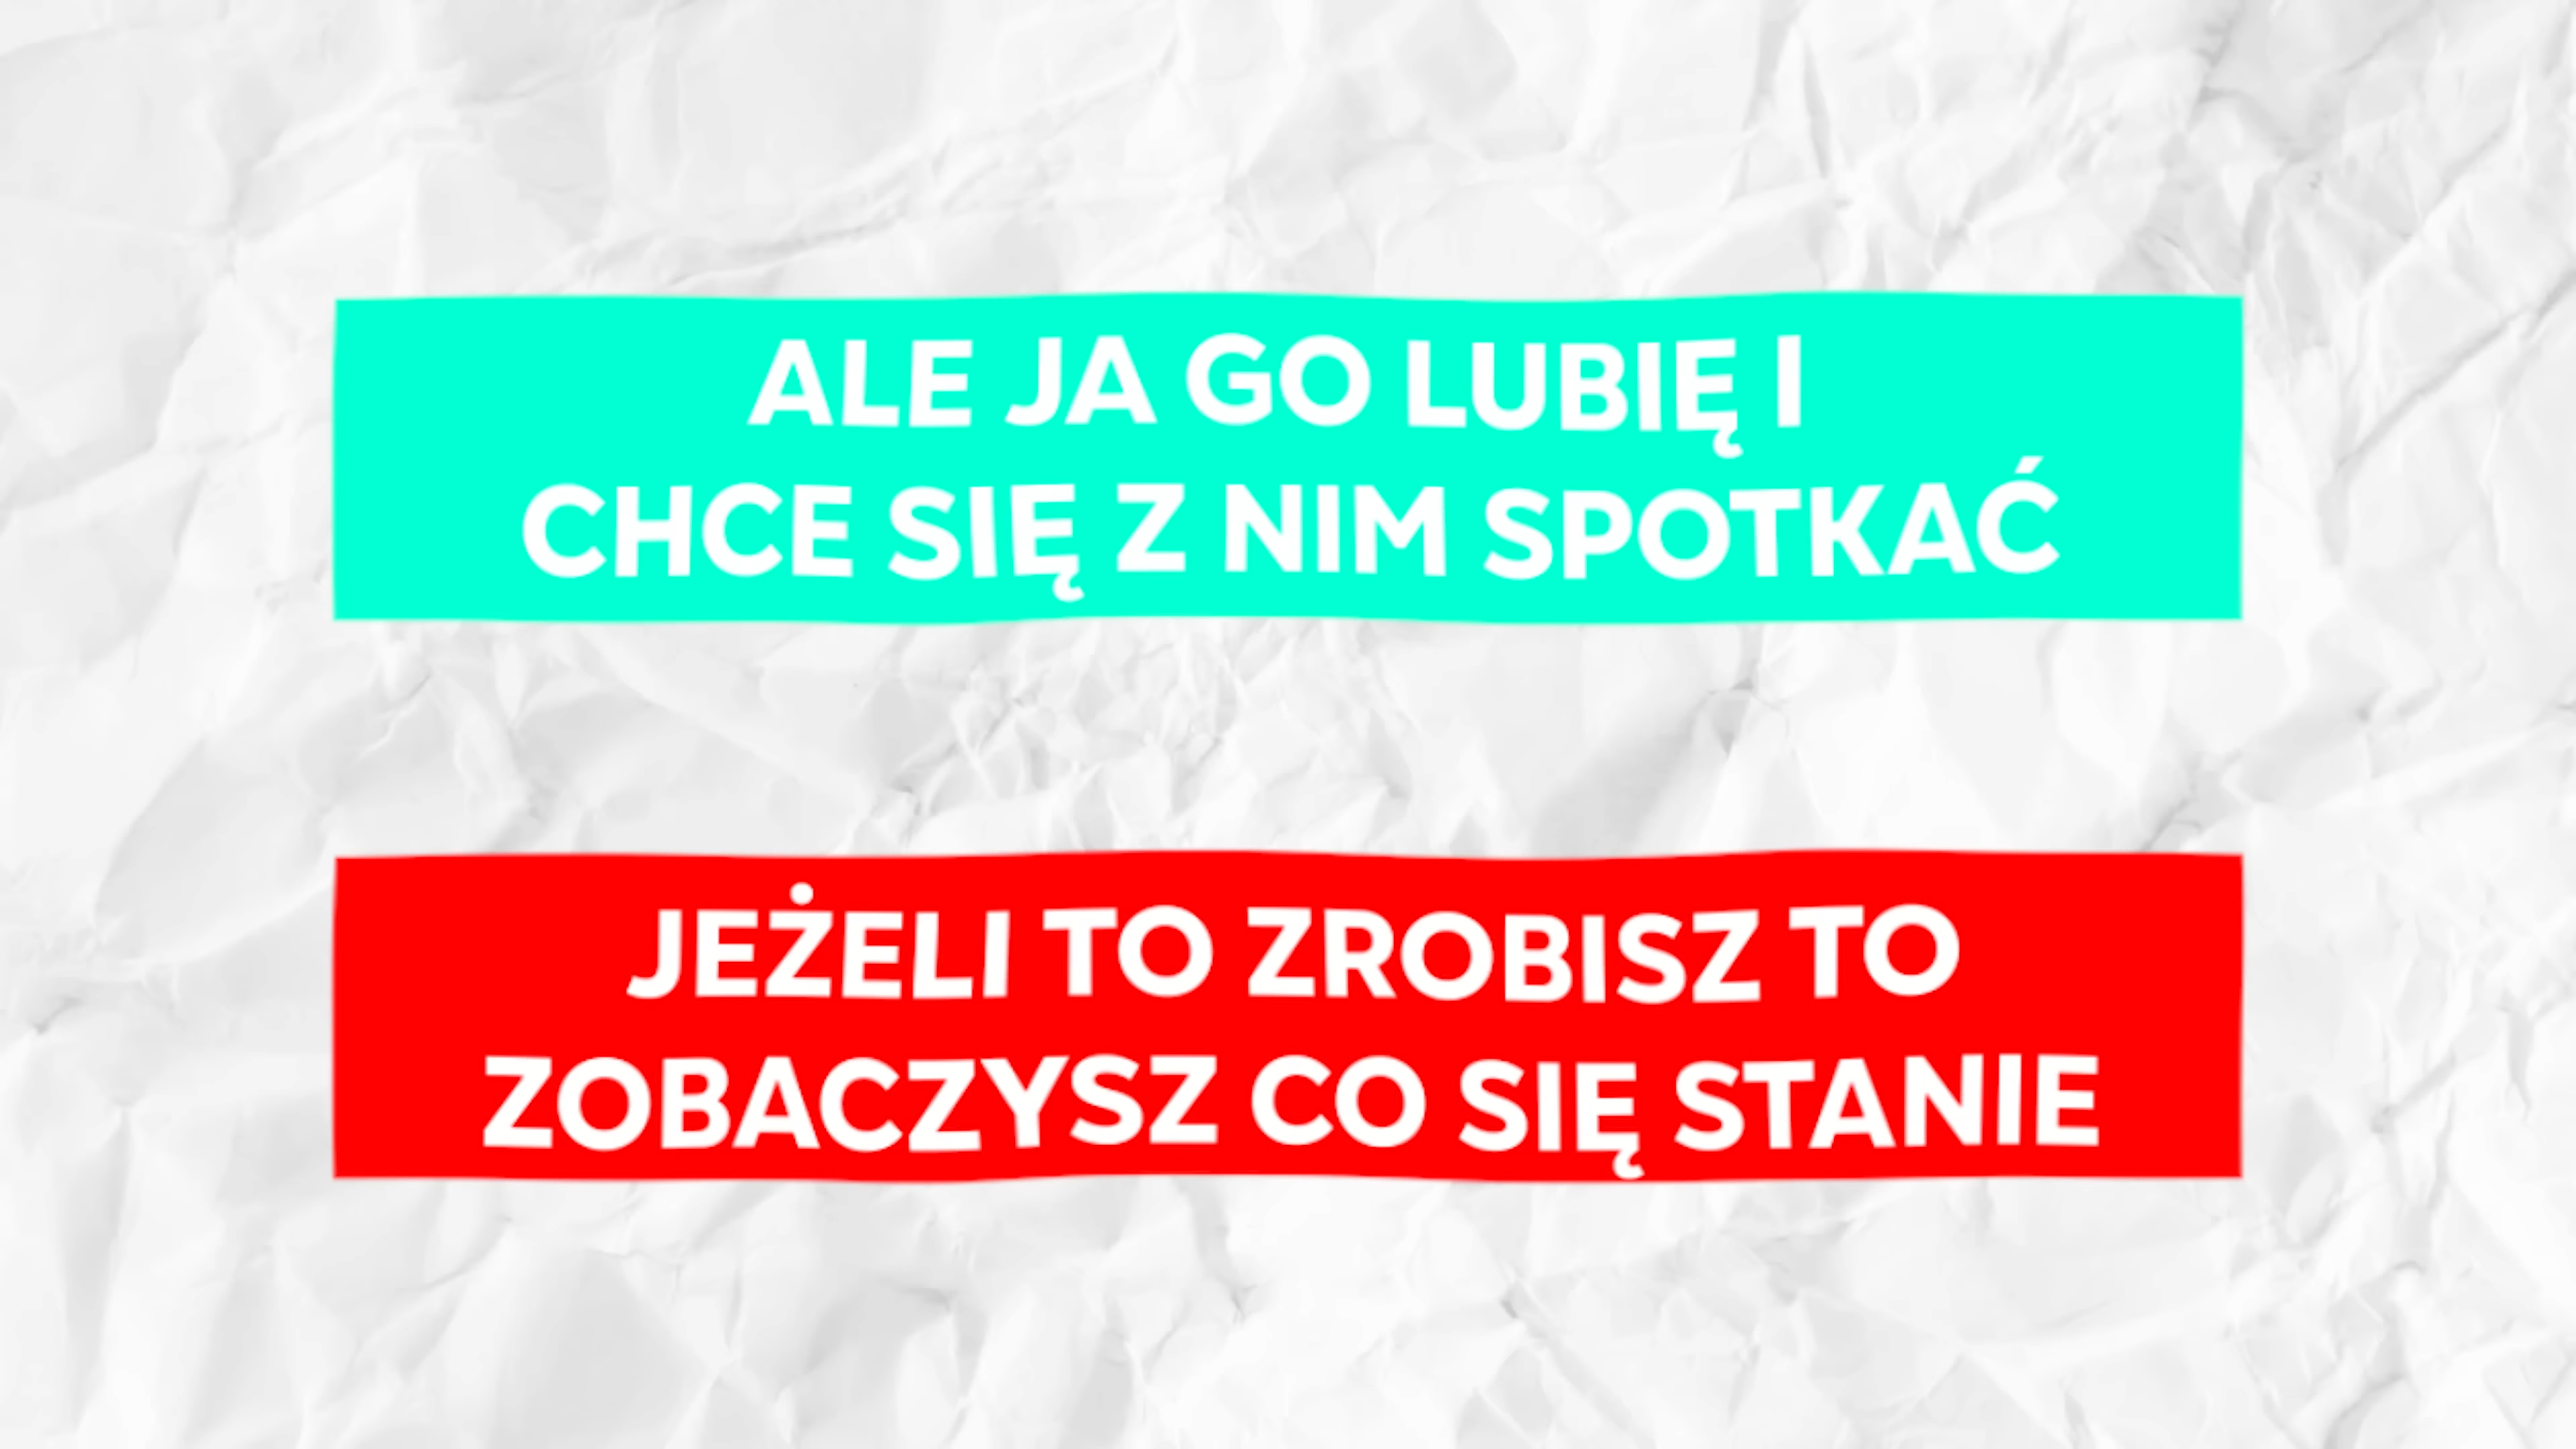 ALE JA GO LUBIĘ I
CHCE SIĘ Z NIM SPOTKAĆ
JEŻELI TO ZROBISZ TO
ZOBACZYSZ CO SIĘ STANIE